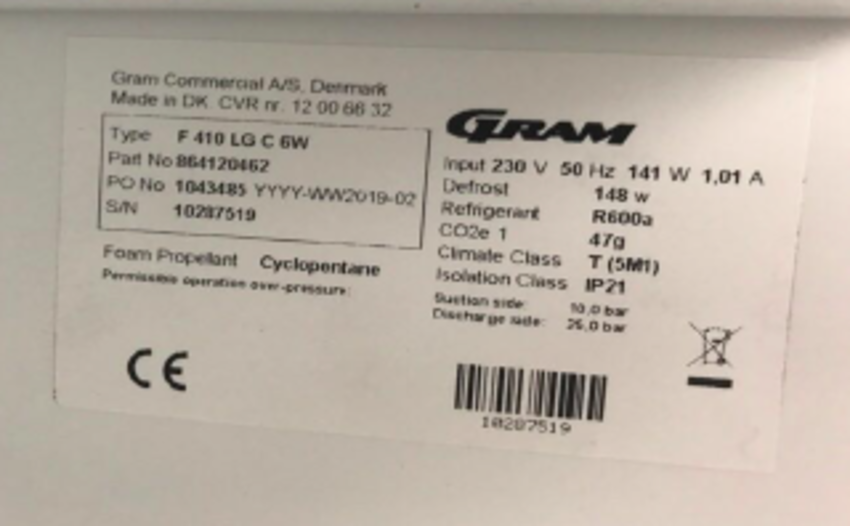 Gram Commercial A/S, Denmark
Made in DK. CVR nr. 12 00 66 32
Type F 410 LG C 6W
Part No 864120462
PO No 1043485 YYYY-WW2019-02
S/N 10287519
Foam Propellant Cyclopentane
Permissible operation over-pressure:
GRAM
Input 230 V 50 Hz 141 W 1,01 A
Defrost 148 w
Refrigerant R600a
CO2e 1 47g
Climate Class T (5M1)
Isolation Class IP21
Suction side: 10,0 bar
Discharge side: 25,0 bar
CE
10287519